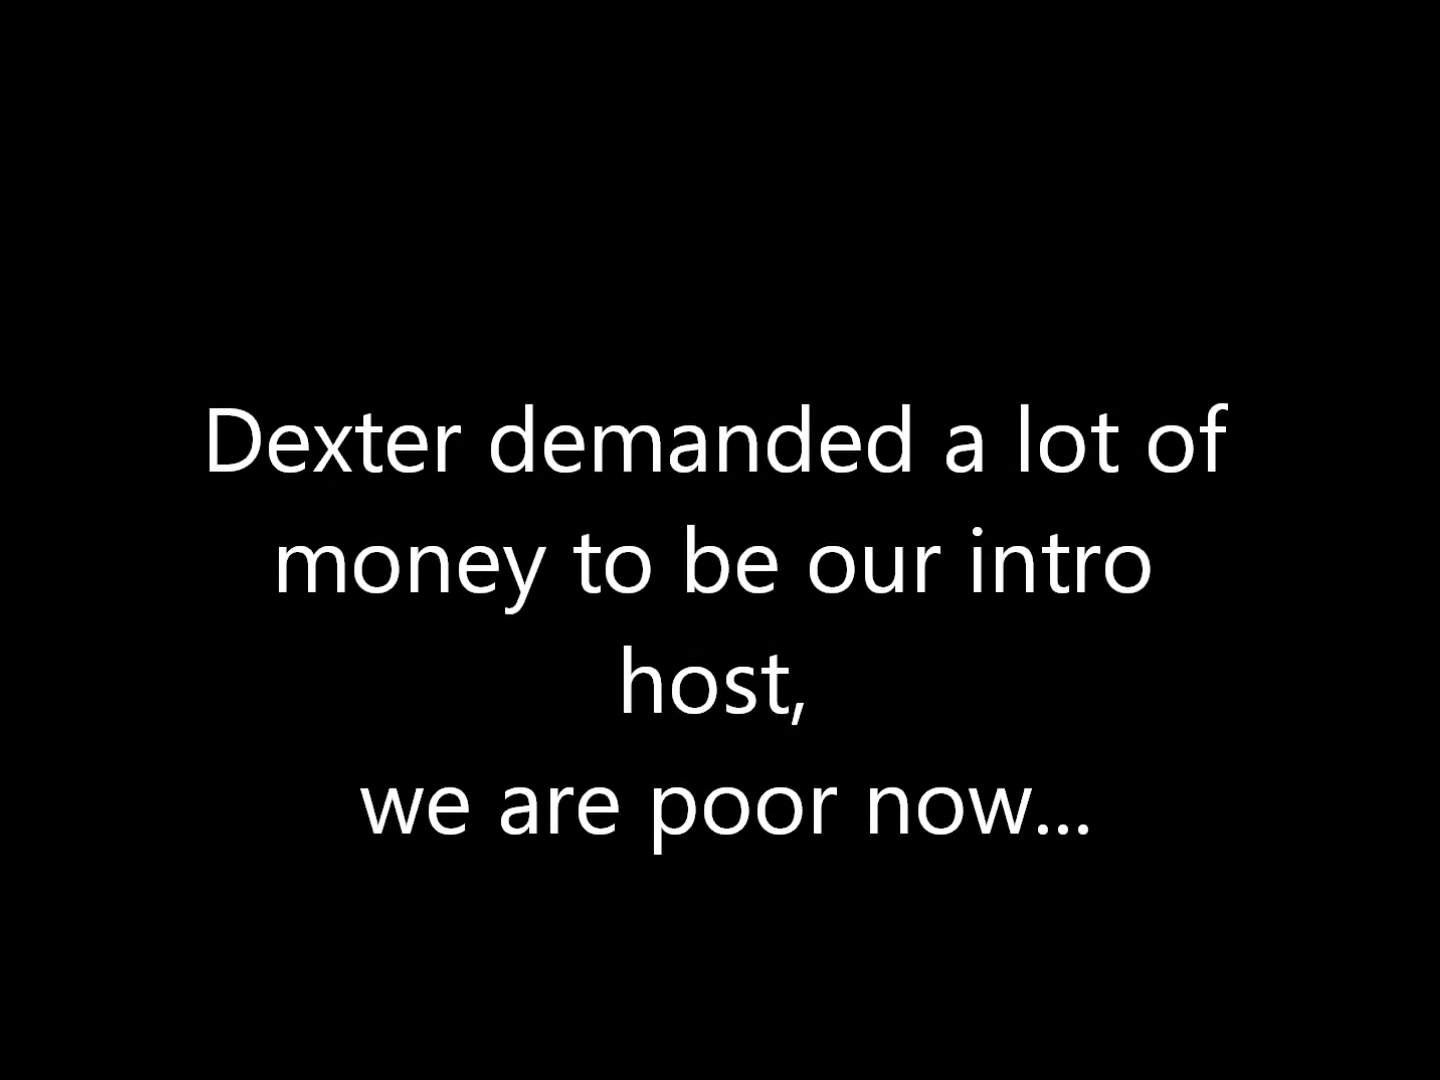 Dexter demanded a lot of
money to be our intro
host,
we are poor now...